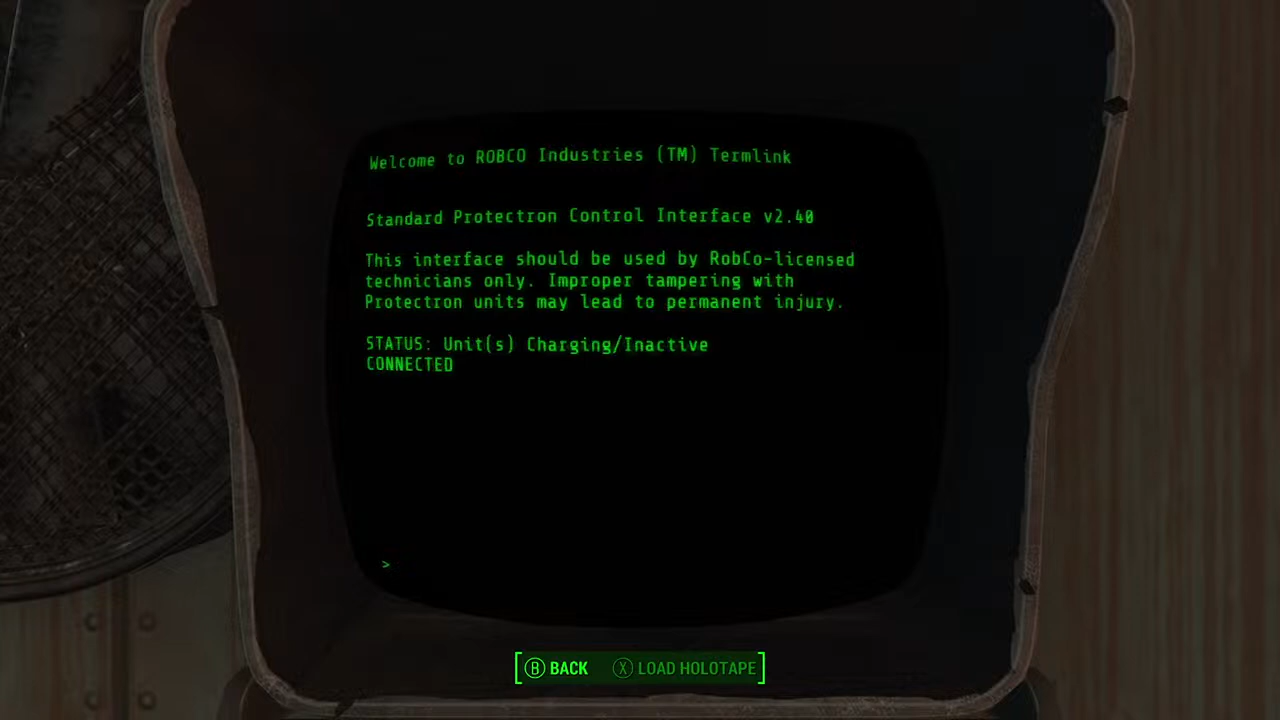 Welcome to ROBCO Industries (TM) Termlink
Standard Protectron Control Interface v2.40
This interface should be used by RobCo-licensed
technicians only. Improper tampering with
Protectron units may lead to permanent injury.
STATUS: Unit(s) Charging/Inactive
CONNECTED
>
(B) BACK (X) LOAD HOLOTAPE